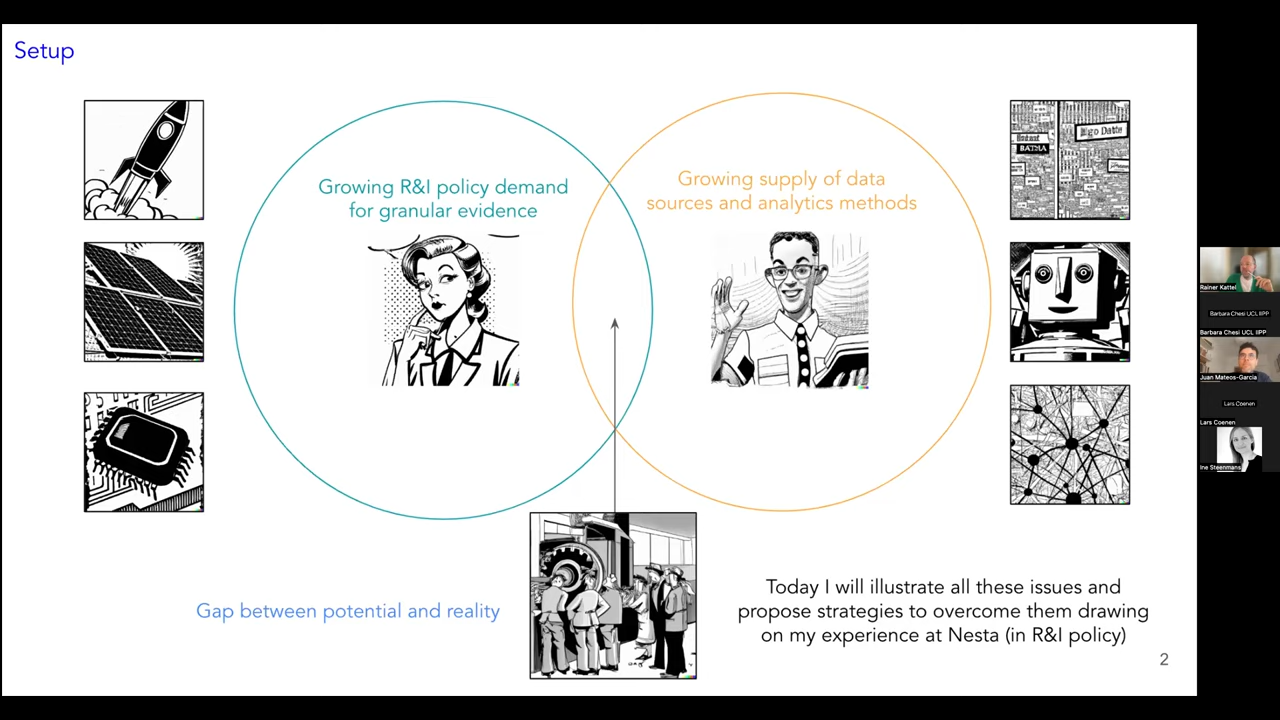 Setup
Growing R&I policy demand
for granular evidence
Growing supply of data
sources and analytics methods
Gap between potential and reality
Today I will illustrate all these issues and
propose strategies to overcome them drawing
on my experience at Nesta (in R&I policy)
2
BATMA
Ego Datte
Rainer Kattel
Barbara Chesi UCL IIPP
Barbara Chesi UCL IIPP
Juan Mateos-Garcia
Lars Coenen
Lars Coenen
Ine Steenmans